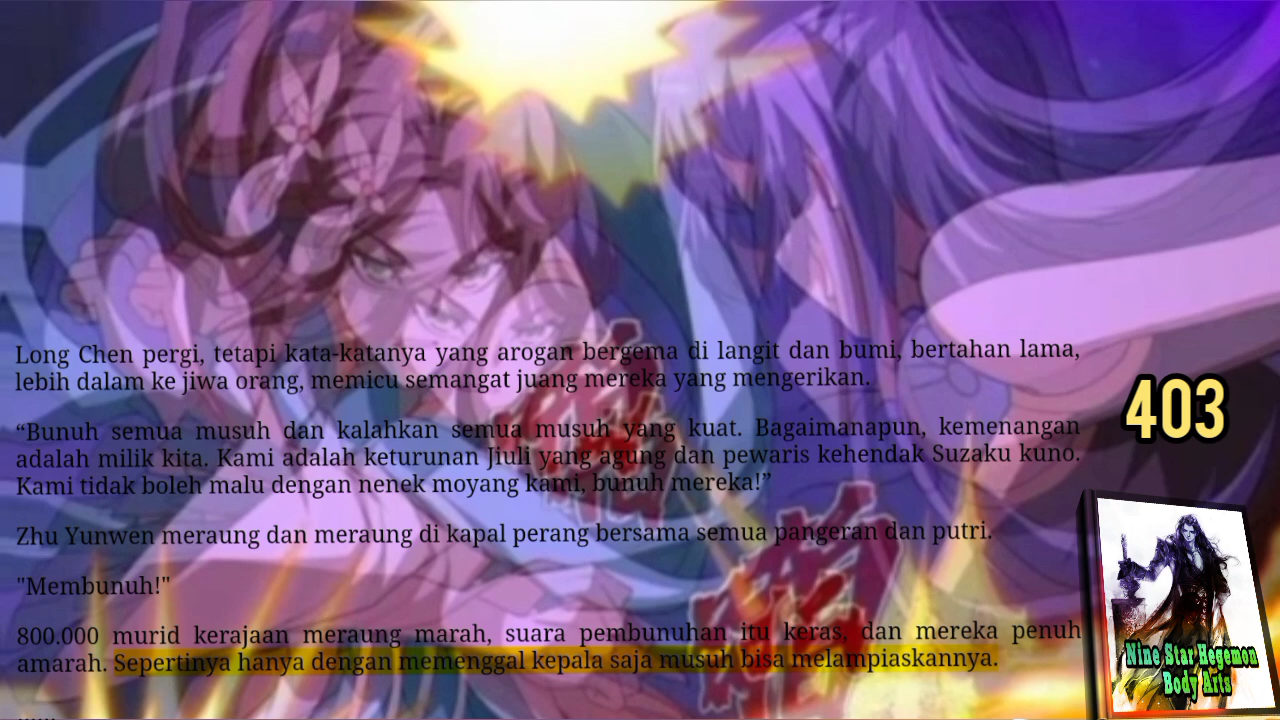 Long Chen pergi, tetapi kata-katanya yang arogan bergema di langit dan bumi, bertahan lama,
lebih dalam ke jiwa orang, memicu semangat juang mereka yang mengerikan.
“Bunuh semua musuh dan kalahkan semua musuh yang kuat. Bagaimanapun, kemenangan
adalah milik kita. Kami adalah keturunan Jiuli yang agung dan pewaris kehendak Suzaku kuno.
Kami tidak boleh malu dengan nenek moyang kami, bunuh mereka!”
Zhu Yunwen meraung dan meraung di kapal perang bersama semua pangeran dan putri.
"Membunuh!"
800.000 murid kerajaan meraung marah, suara pembunuhan itu keras, dan mereka penuh
amarah. Sepertinya hanya dengan memenggal kepala saja musuh bisa melampiaskannya.
......
403
Nine Star Hegemon
Body Arts